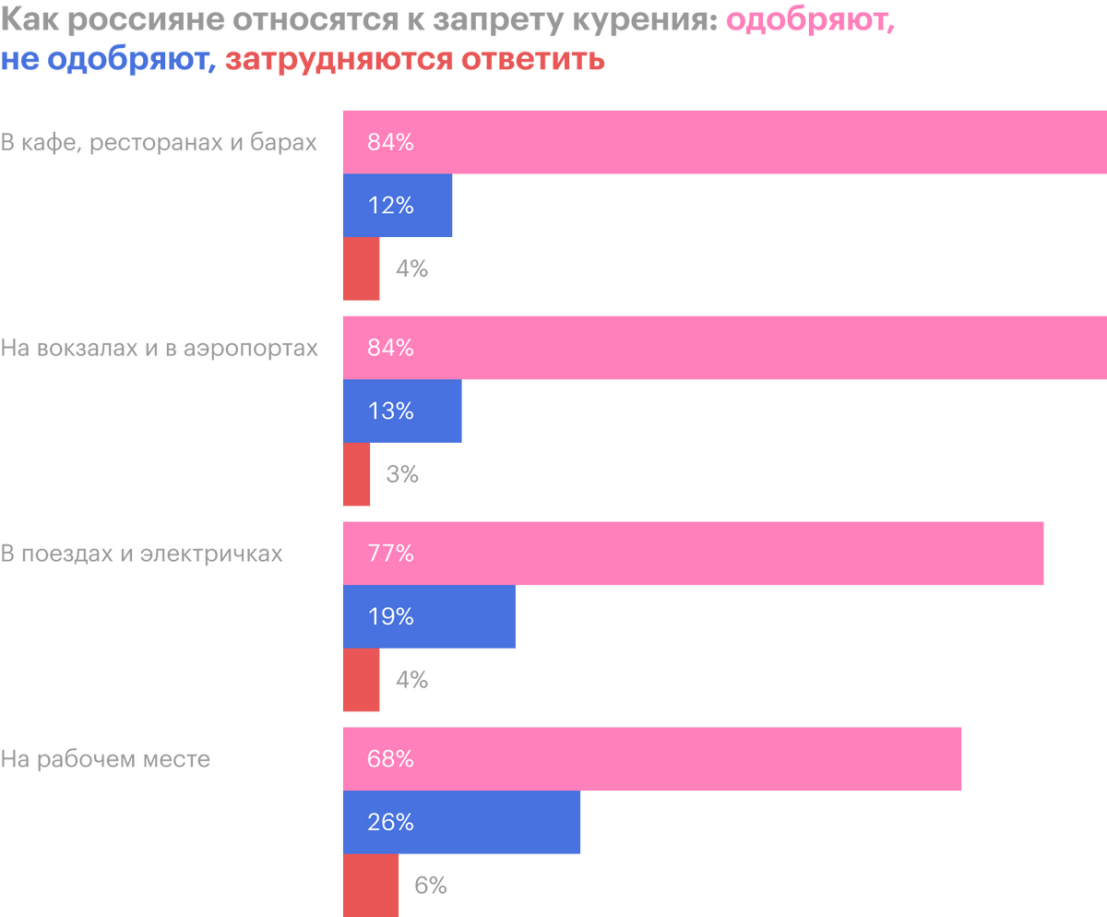 Как россияне относятся к запрету курения: одобряют,
не одобряют, затрудняются ответить
В кафе, ресторанах и барах
84%
12%
4%
На вокзалах и в аэропортах
84%
13%
3%
В поездах и электричках
77%
19%
4%
На рабочем месте
68%
26%
6%